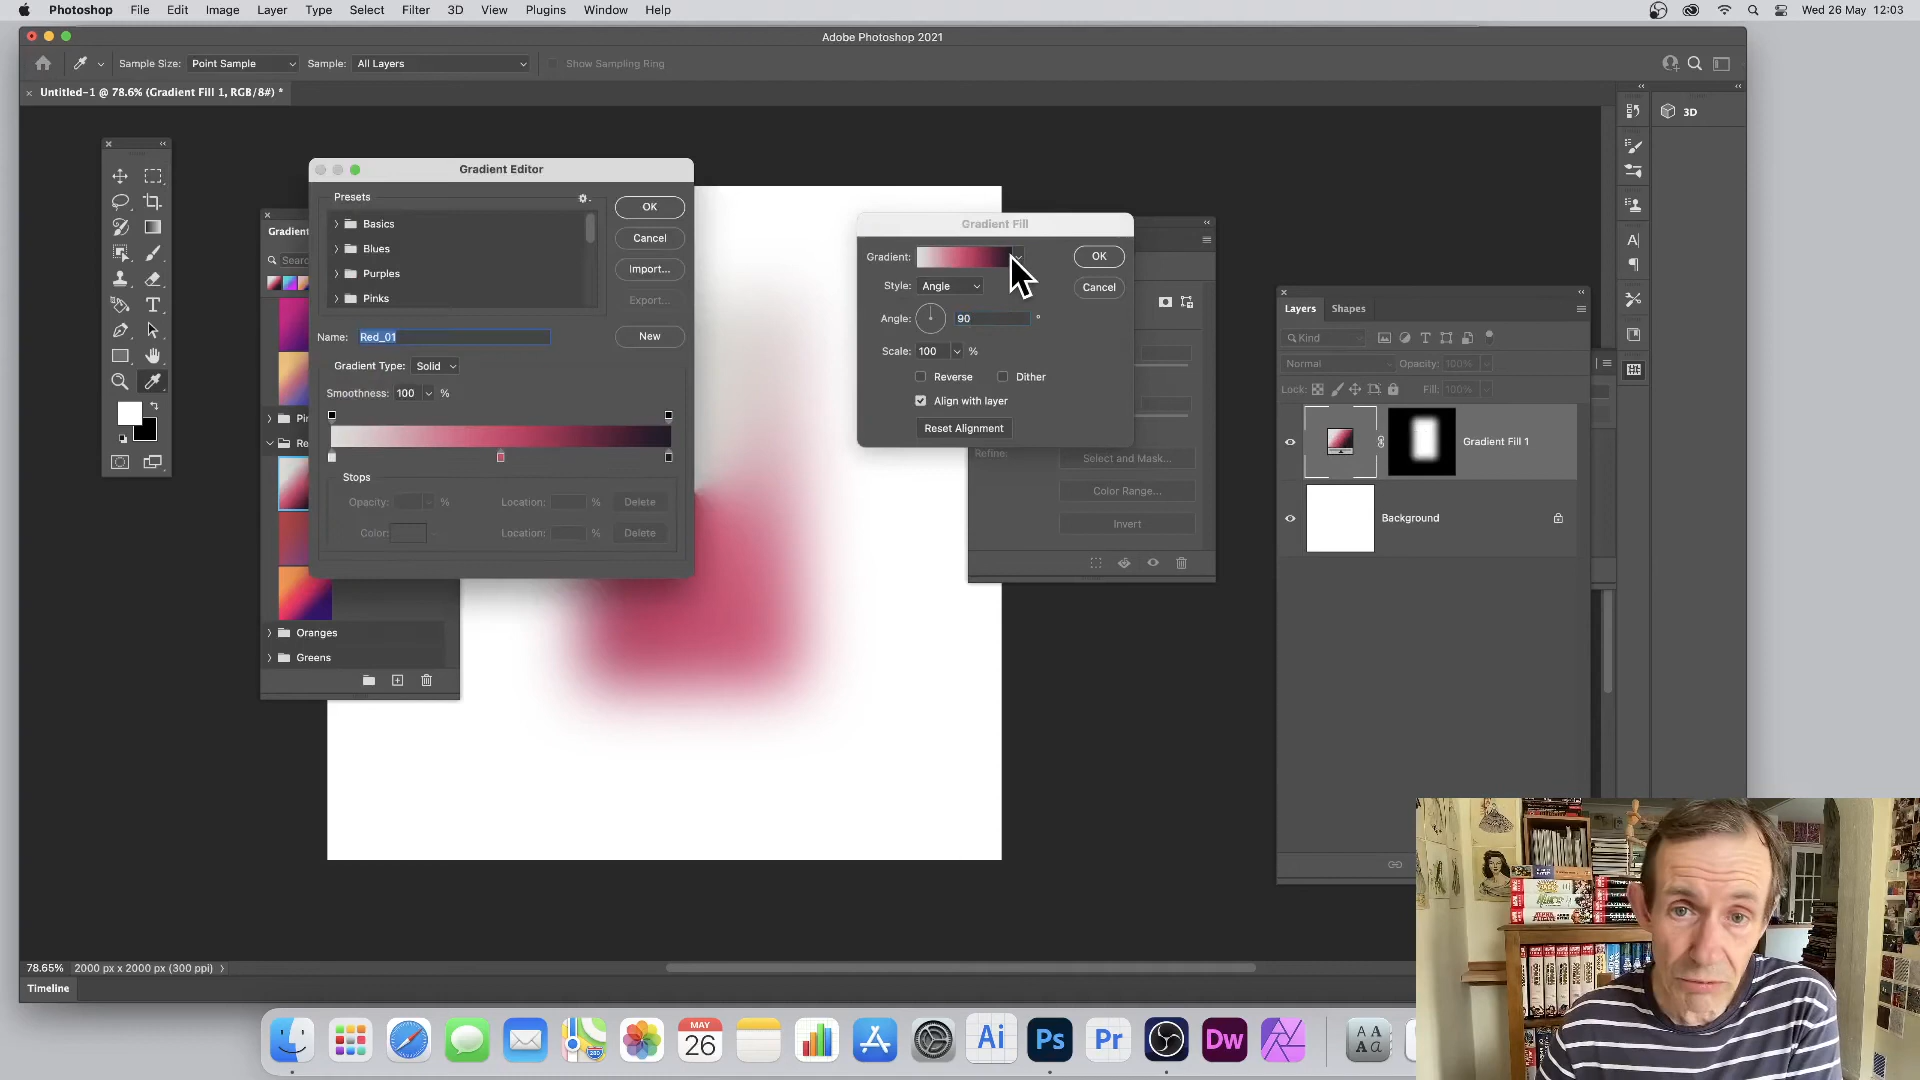 Photoshop File Edit Image Layer Type Select Filter 3D View Plugins Window Help
Wed 26 May 12:03
Adobe Photoshop 2021
Sample Size: Point Sample Sample: All Layers Show Sampling Ring
Untitled-1 @ 78.6% (Gradient Fill 1, RGB/8#) *
3D
Gradient Editor
Presets
Basics
Blues
Purples
Pinks
OK
Cancel
Import...
Export...
Name: Red_01
New
Gradient Type: Solid
Smoothness: 100 %
Stops
Opacity: % Location: % Delete
Color: Location: % Delete
Oranges
Greens
Gradient Fill
Gradient:
OK
Style: Angle
Cancel
Angle: 90 °
Scale: 100 %
Reverse Dither
Align with layer
Reset Alignment
Refine:
Select and Mask...
Color Range...
Invert
Layers Shapes
Kind
Normal Opacity: 100%
Lock: Fill: 100%
Gradient Fill 1
Background
78.65% 2000 px x 2000 px (300 ppi)
Timeline
MAY
26
280
Ai
Ps
Pr
Dw